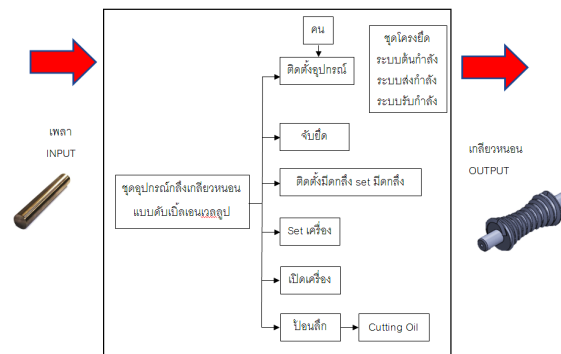 คน
ชุดโครงยึด
ระบบต้นกำลัง
ระบบส่งกำลัง
ระบบรับกำลัง
ติดตั้งอุปกรณ์
เพลา
INPUT
จับยึด
เกลียวหนอน
OUTPUT
ชุดอุปกรณ์กลึงเกลียวหนอน
แบบดับเบิ้ลเอนเวลลูป
ติดตั้งมีดกลึง set มีดกลึง
Set เครื่อง
เปิดเครื่อง
ป้อนลึก
Cutting Oil